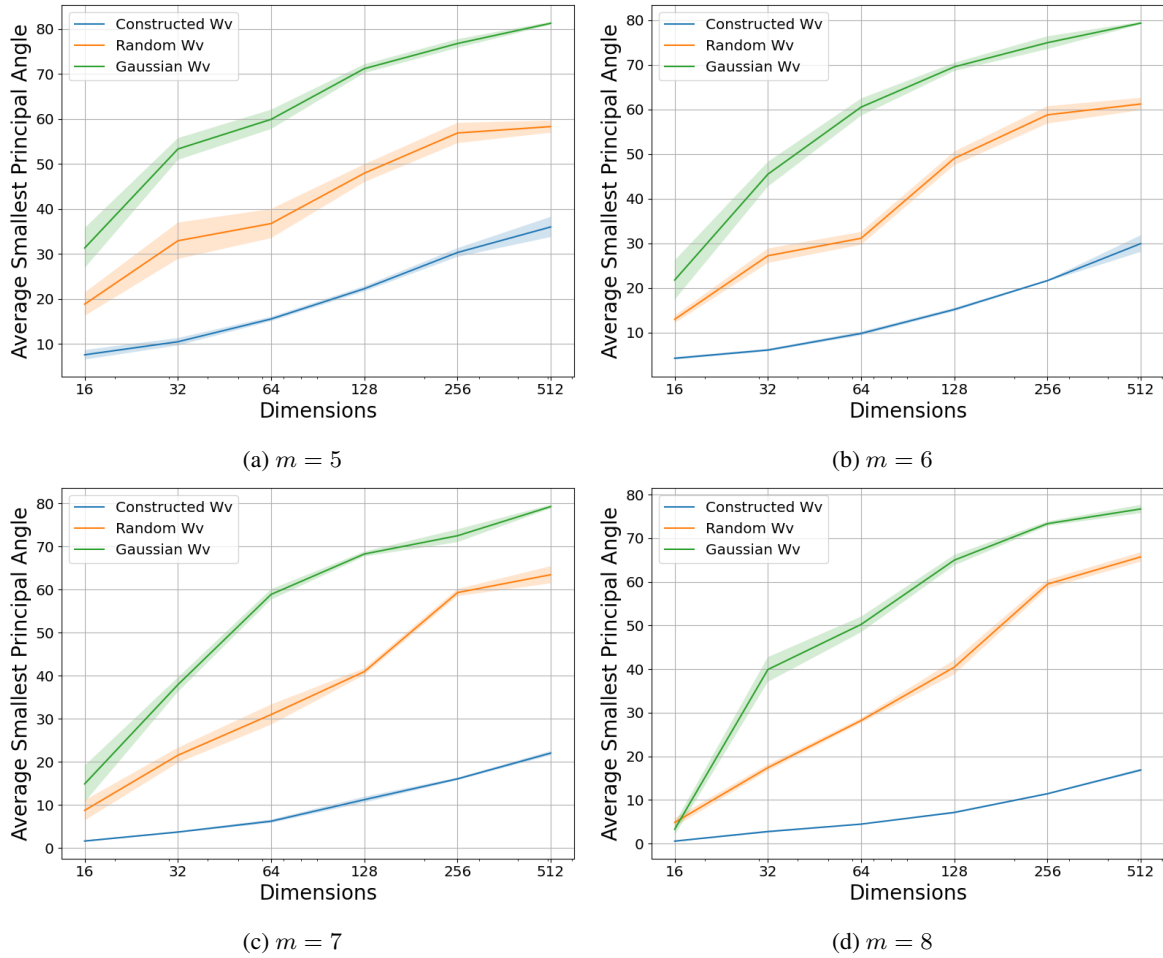 Constructed Wv
Random Wv
Gaussian Wv
Average Smallest Principal Angle
80
70
60
50
40
30
20
10
16 32 64 128 256 512
Dimensions
(a) m = 5
Constructed Wv
Random Wv
Gaussian Wv
Average Smallest Principal Angle
80
70
60
50
40
30
20
10
16 32 64 128 256 512
Dimensions
(b) m = 6
Constructed Wv
Random Wv
Gaussian Wv
Average Smallest Principal Angle
80
70
60
50
40
30
20
10
0
16 32 64 128 256 512
Dimensions
(c) m = 7
Constructed Wv
Random Wv
Gaussian Wv
Average Smallest Principal Angle
80
70
60
50
40
30
20
10
0
16 32 64 128 256 512
Dimensions
(d) m = 8